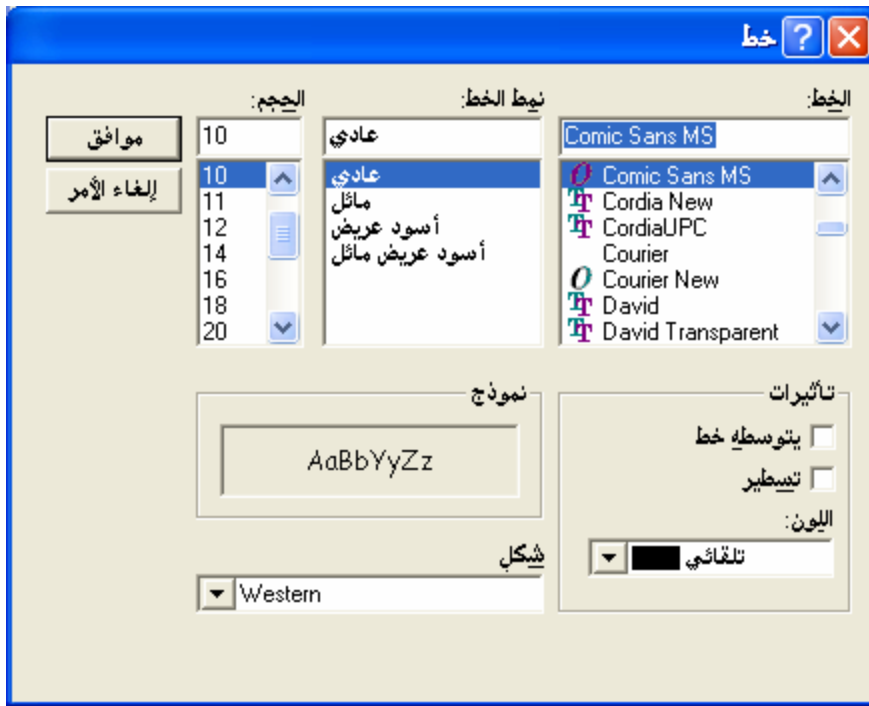 خط
الخط:
Comic Sans MS
Comic Sans MS
Cordia New
CordiaUPC
Courier
Courier New
David
David Transparent
نمط الخط:
عادي
عادي
مائل
أسود عريض
أسود عريض مائل
الحجم:
10
10
11
12
14
16
18
20
موافق
إلغاء الأمر
تأثيرات
يتوسطه خط
تسطير
اللون:
تلقائي
نموذج
AaBbYyZz
شكل
Western